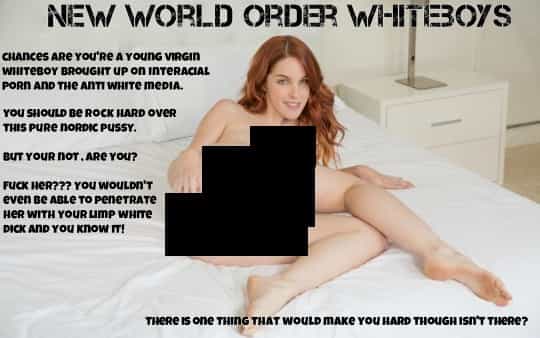 NEW WORLD ORDER WHITEBOYS
CHANCES ARE YOU'RE A YOUNG VIRGIN
WHITEBOY BROUGHT UP ON INTERACIAL
PORN AND THE ANTI WHITE MEDIA.
YOU SHOULD BE ROCK HARD OVER
THIS PURE NORDIC PUSSY.
BUT YOUR NOT , ARE YOU?
FUCK HER??? YOU WOULDN'T
EVEN BE ABLE TO PENETRATE
HER WITH YOUR LIMP WHITE
DICK AND YOU KNOW IT!
THERE IS ONE THING THAT WOULD MAKE YOU HARD THOUGH ISN'T THERE?